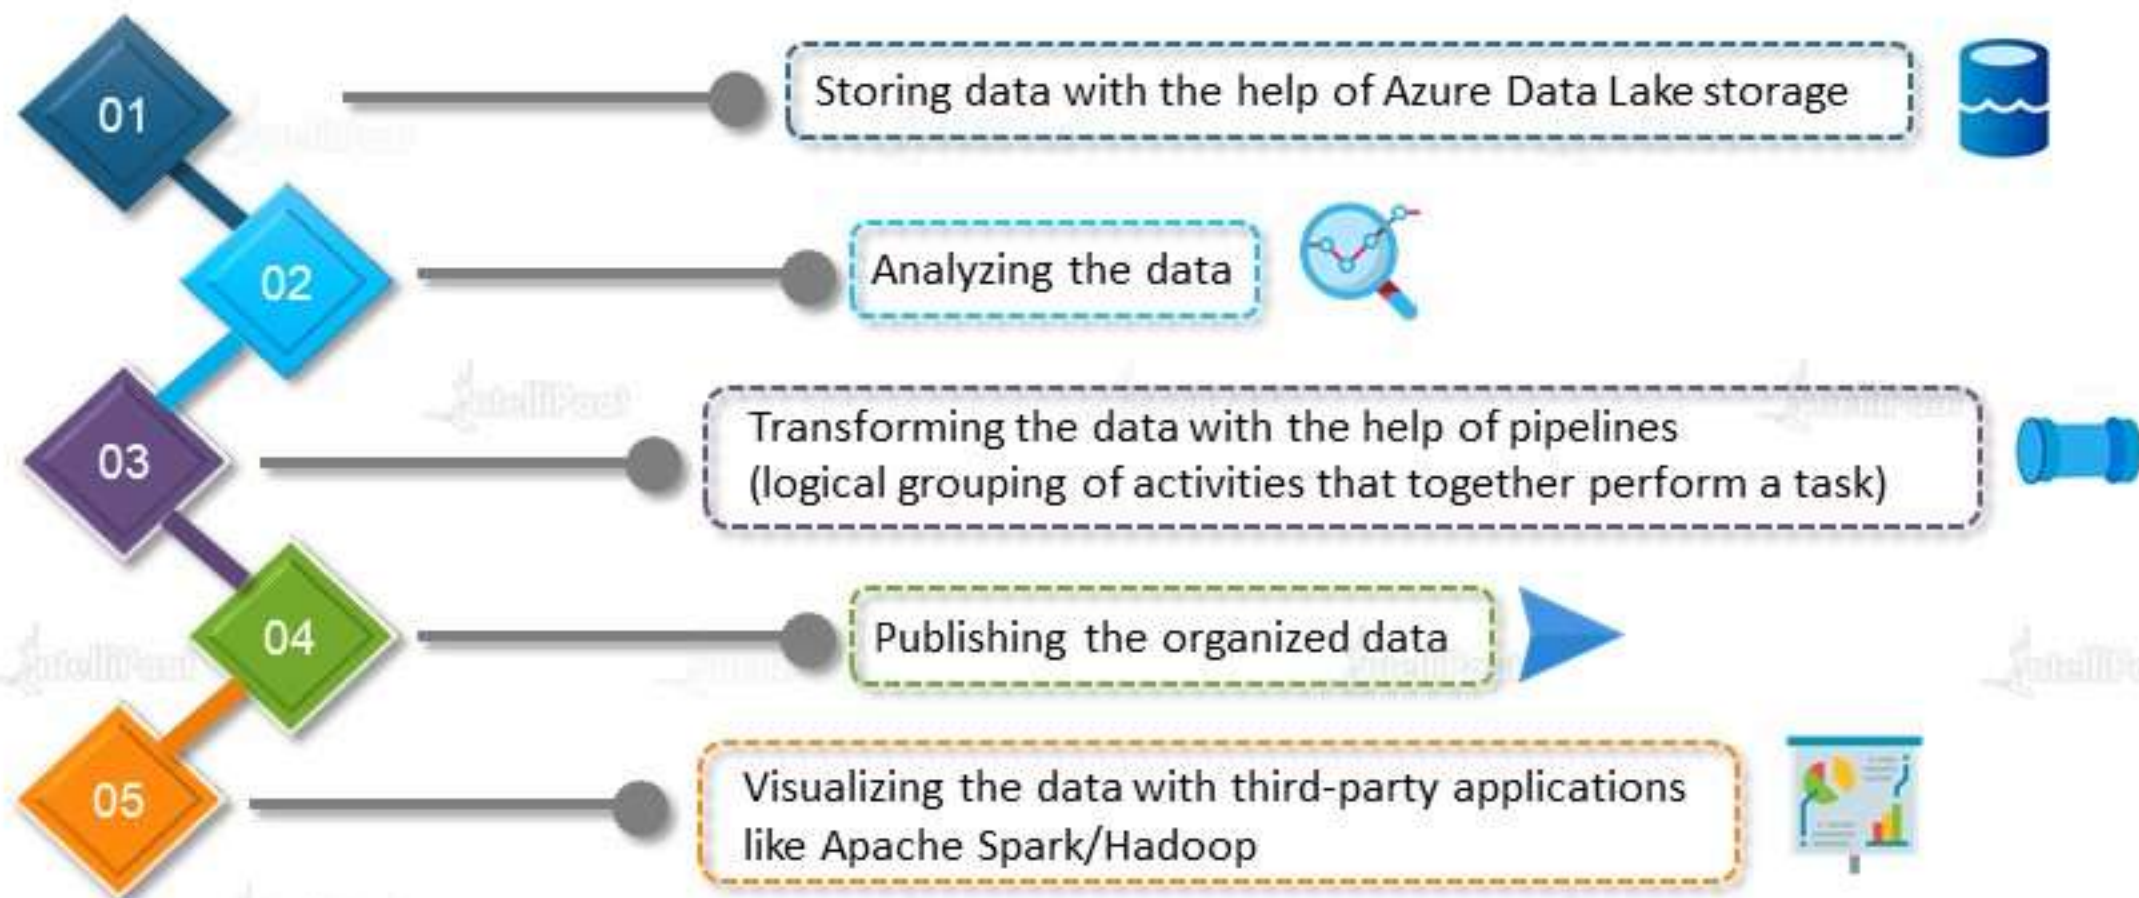 01
Storing data with the help of Azure Data Lake storage
02
Analyzing the data
03
Transforming the data with the help of pipelines
(logical grouping of activities that together perform a task)
04
Publishing the organized data
05
Visualizing the data with third-party applications
like Apache Spark/Hadoop
IntelliPaat